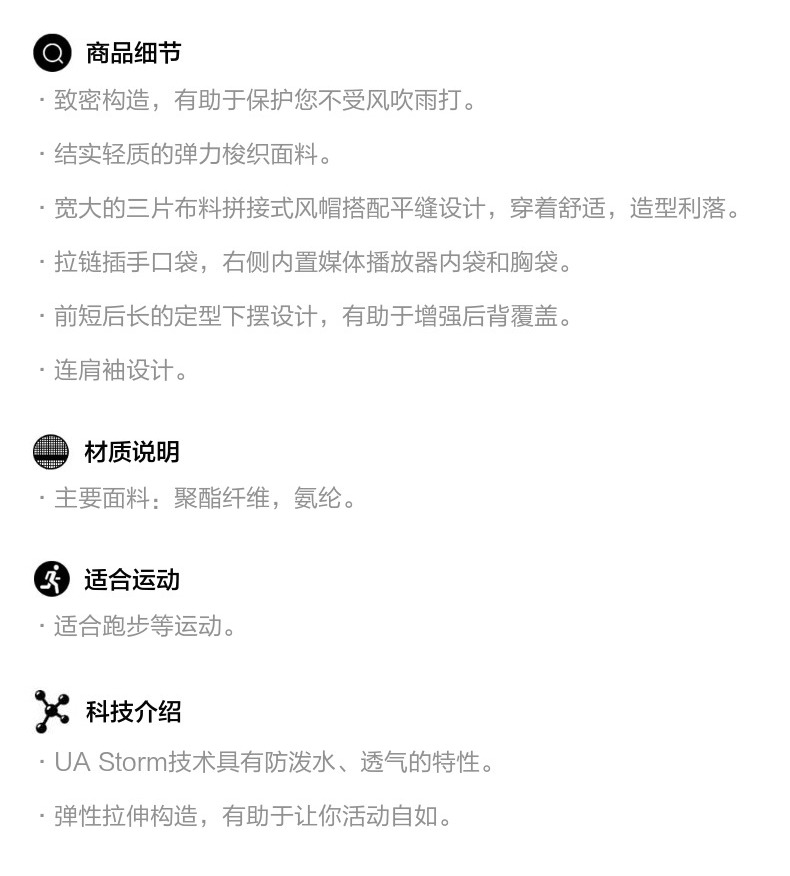 商品细节
· 致密构造，有助于保护您不受风吹雨打。
· 结实轻质的弹力梭织面料。
· 宽大的三片布料拼接式风帽搭配平缝设计，穿着舒适，造型利落。
· 拉链插手口袋，右侧内置媒体播放器内袋和胸袋。
· 前短后长的定型下摆设计，有助于增强后背覆盖。
· 连肩袖设计。
材质说明
· 主要面料：聚酯纤维，氨纶。
适合运动
· 适合跑步等运动。
科技介绍
· UA Storm技术具有防泼水、透气的特性。
· 弹性拉伸构造，有助于让你活动自如。